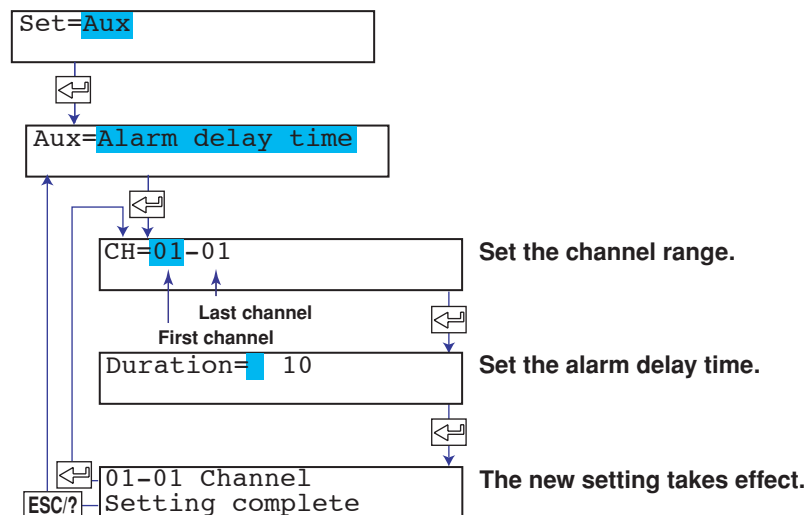 Set=Aux
Aux=Alarm delay time
CH=01-01
Set the channel range.
Last channel
First channel
Duration= 10
Set the alarm delay time.
01-01 Channel
The new setting takes effect.
ESC/?
Setting complete